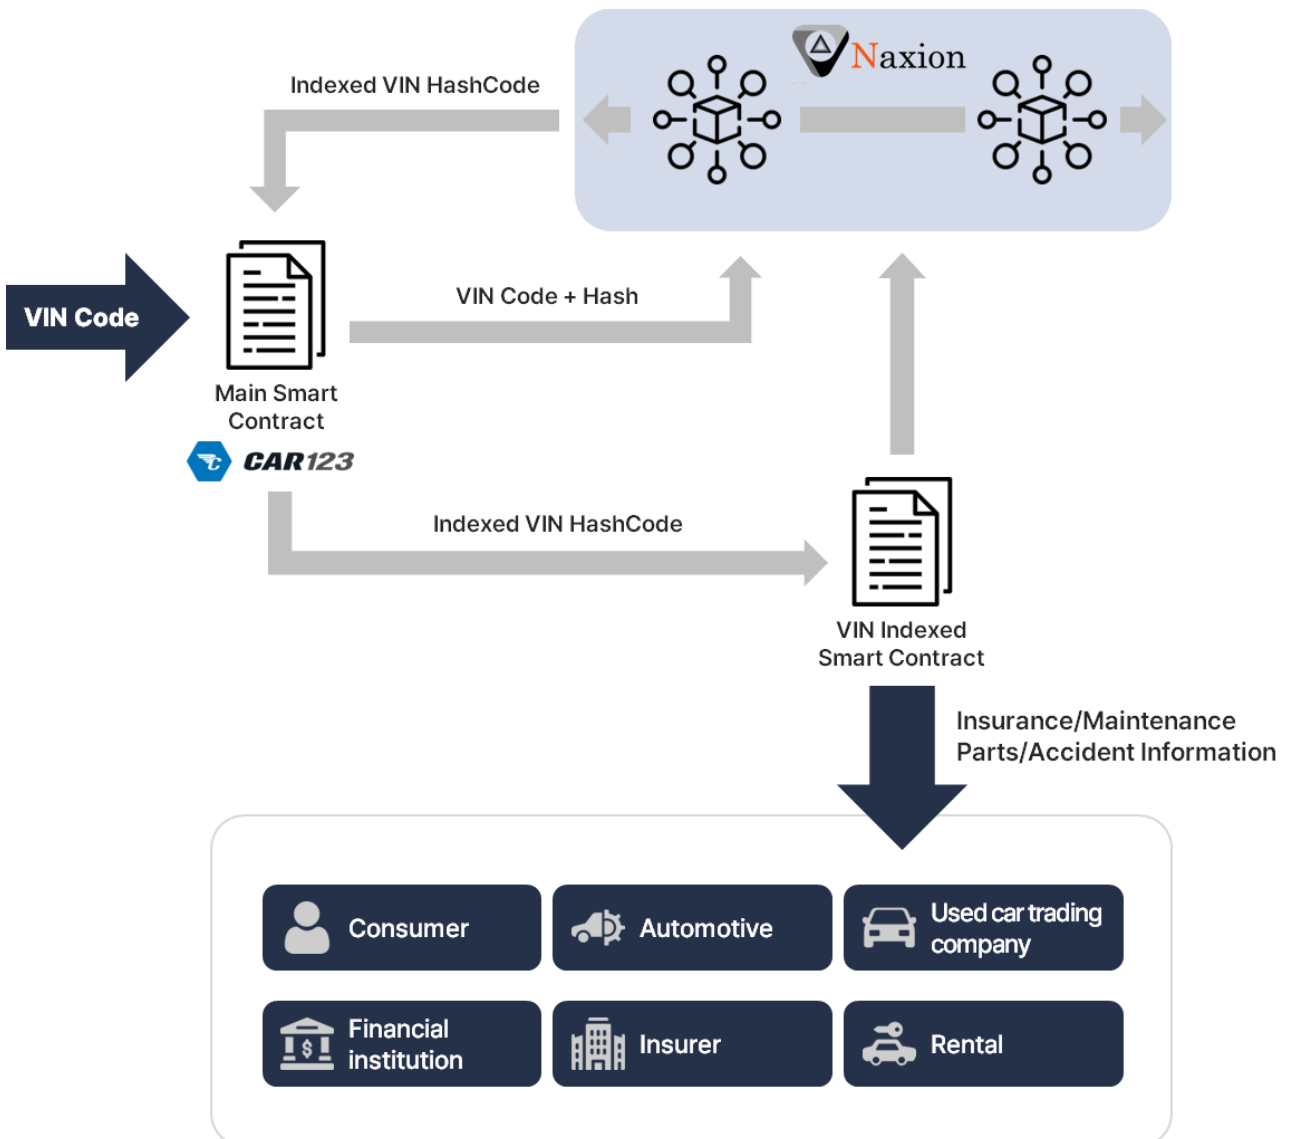 Naxion
Indexed VIN HashCode
VIN Code
VIN Code + Hash
Main Smart
Contract
CAR123
Indexed VIN HashCode
VIN Indexed
Smart Contract
Insurance/Maintenance
Parts/Accident Information
Consumer
Automotive
Used car trading
company
Financial
institution
Insurer
Rental